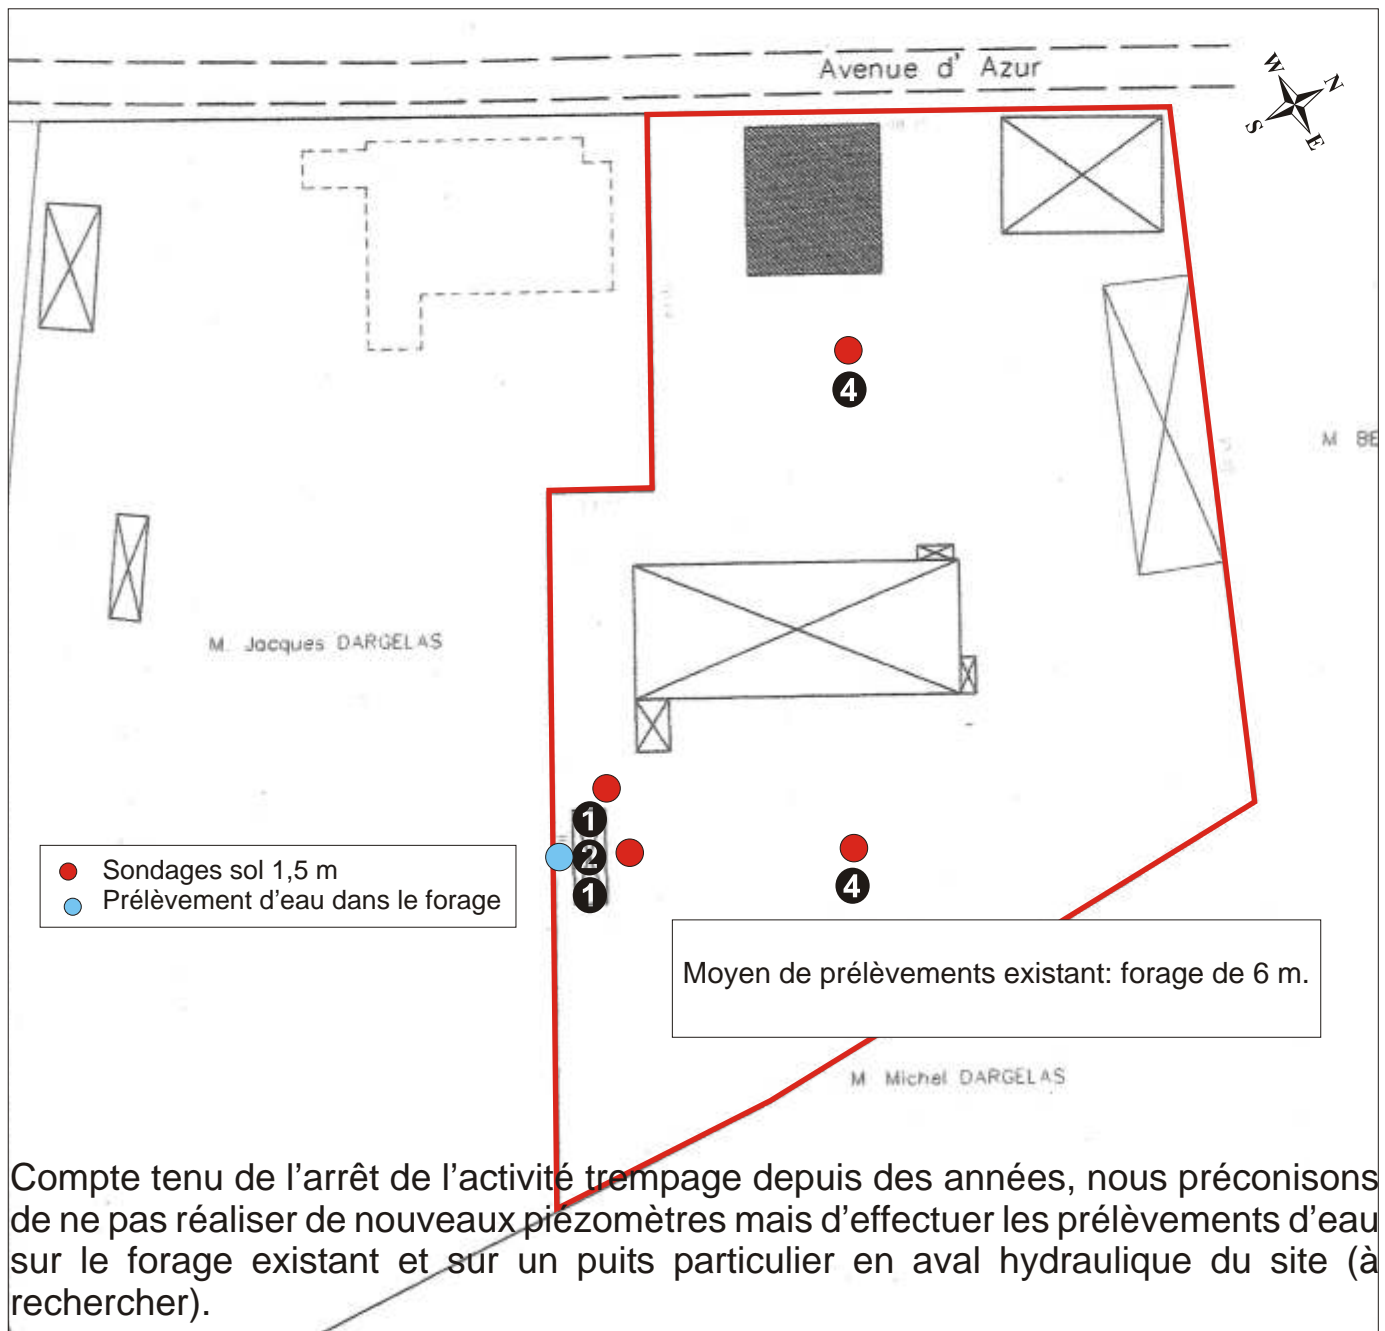 Avenue d' Azur
W
N
S
E
4
M BE
M. Jacques DARGELAS
1
2
1
4
Sondages sol 1,5 m
Prélèvement d'eau dans le forage
Moyen de prélèvements existant: forage de 6 m.
M Michel DARGELAS
Compte tenu de l'arrêt de l'activité trempage depuis des années, nous préconisons
de ne pas réaliser de nouveaux piézomètres mais d'effectuer les prélèvements d'eau
sur le forage existant et sur un puits particulier en aval hydraulique du site (à
rechercher).